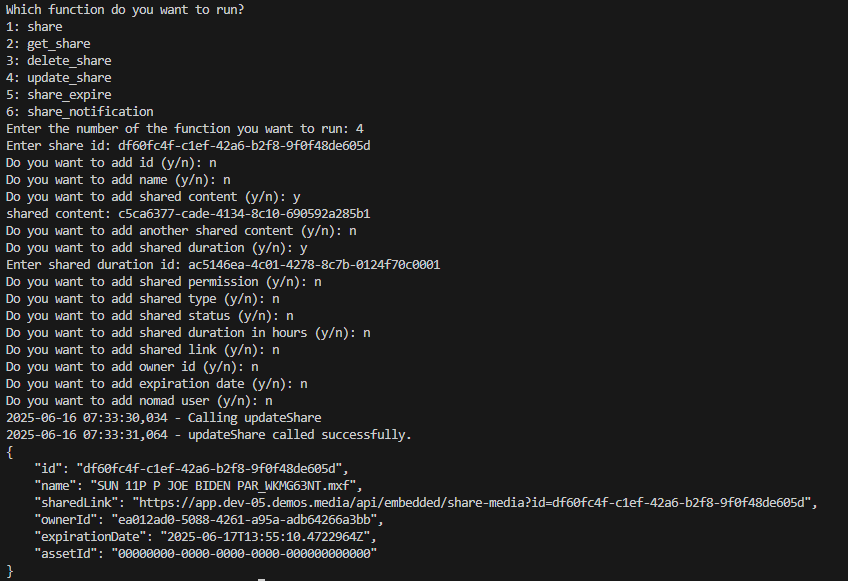 Which function do you want to run?
1: share
2: get_share
3: delete_share
4: update_share
5: share_expire
6: share_notification
Enter the number of the function you want to run: 4
Enter share id: df60fc4f-c1ef-42a6-b2f8-9f0f48de605d
Do you want to add id (y/n): n
Do you want to add name (y/n): n
Do you want to add shared content (y/n): y
shared content: c5ca6377-cade-4134-8c10-690592a285b1
Do you want to add another shared content (y/n): n
Do you want to add shared duration (y/n): y
Enter shared duration id: ac5146ea-4c01-4278-8c7b-0124f70c0001
Do you want to add shared permission (y/n): n
Do you want to add shared type (y/n): n
Do you want to add shared status (y/n): n
Do you want to add shared duration in hours (y/n): n
Do you want to add shared link (y/n): n
Do you want to add owner id (y/n): n
Do you want to add expiration date (y/n): n
Do you want to add nomad user (y/n): n
2025-06-16 07:33:30,034 - Calling updateShare
2025-06-16 07:33:31,064 - updateShare called successfully.
{
    "id": "df60fc4f-c1ef-42a6-b2f8-9f0f48de605d",
    "name": "SUN 11P P JOE BIDEN PAR_WKMG63NT.mxf",
    "sharedLink": "https://app.dev-05.demos.media/api/embedded/share-media?id=df60fc4f-c1ef-42a6-b2f8-9f0f48de605d",
    "ownerId": "ea012ad0-5088-4261-a95a-adb64266a3bb",
    "expirationDate": "2025-06-17T13:55:10.4722964Z",
    "assetId": "00000000-0000-0000-0000-000000000000"
}